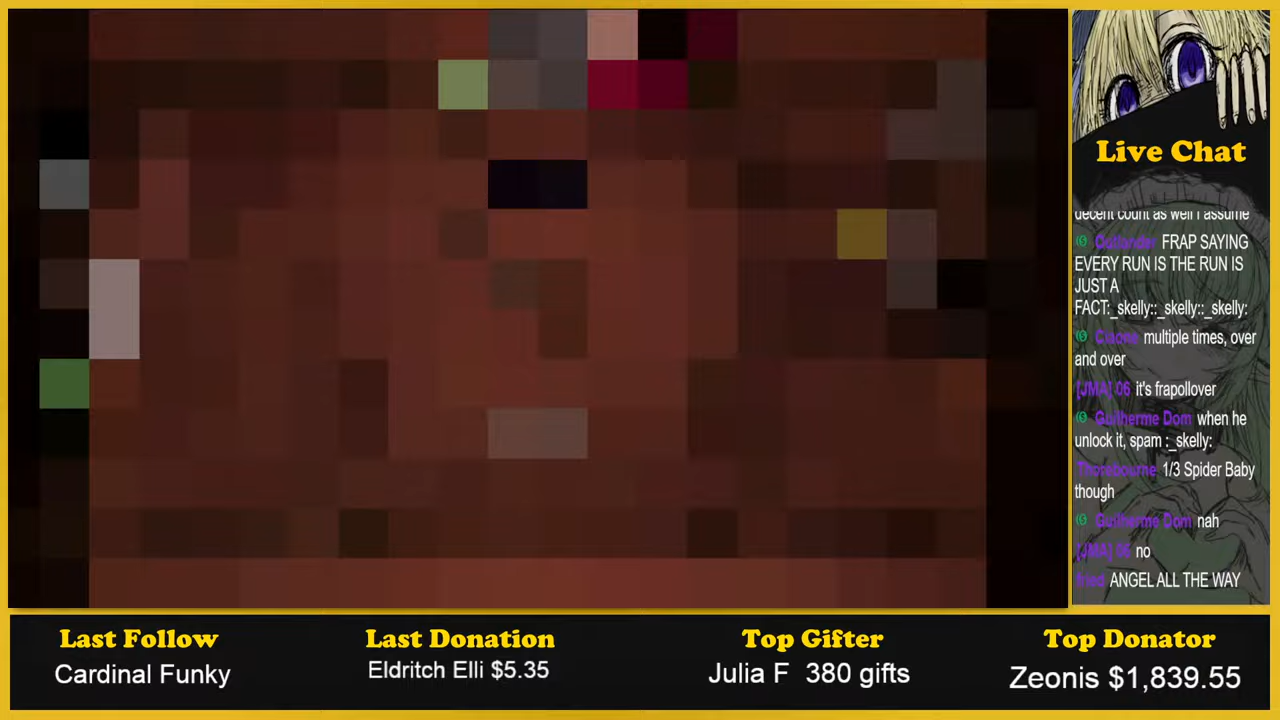 Live Chat
decent count as well I assume
Outlander FRAP SAYING
EVERY RUN IS THE RUN IS
JUST A
FACT:_skelly::_skelly::_skelly:
multiple times, over
and over
[JMA] 06 it's frapollover
Guilherme Dom when he
unlock it, spam :_skelly:
Thorebourne 1/3 Spider Baby
though
Guilherme Dom nah
[JMA] 06 no
fried ANGEL ALL THE WAY
Last Follow
Cardinal Funky
Last Donation
Eldritch Elli $5.35
Top Gifter
Julia F 380 gifts
Top Donator
Zeonis $1,839.55